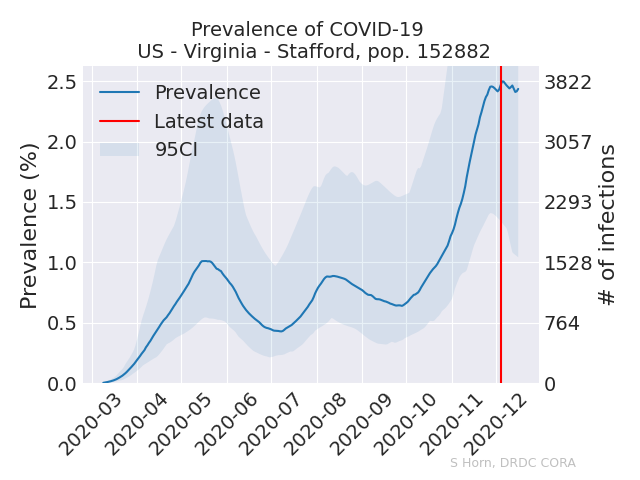 Prevalence of COVID-19
US - Virginia - Stafford, pop. 152882
Prevalence
Latest data
95CI
Prevalence (%)
2.5
2.0
1.5
1.0
0.5
0.0
3822
3057
2293
1528
764
0
# of infections
2020-03
2020-04
2020-05
2020-06
2020-07
2020-08
2020-09
2020-10
2020-11
2020-12
S Horn, DRDC CORA